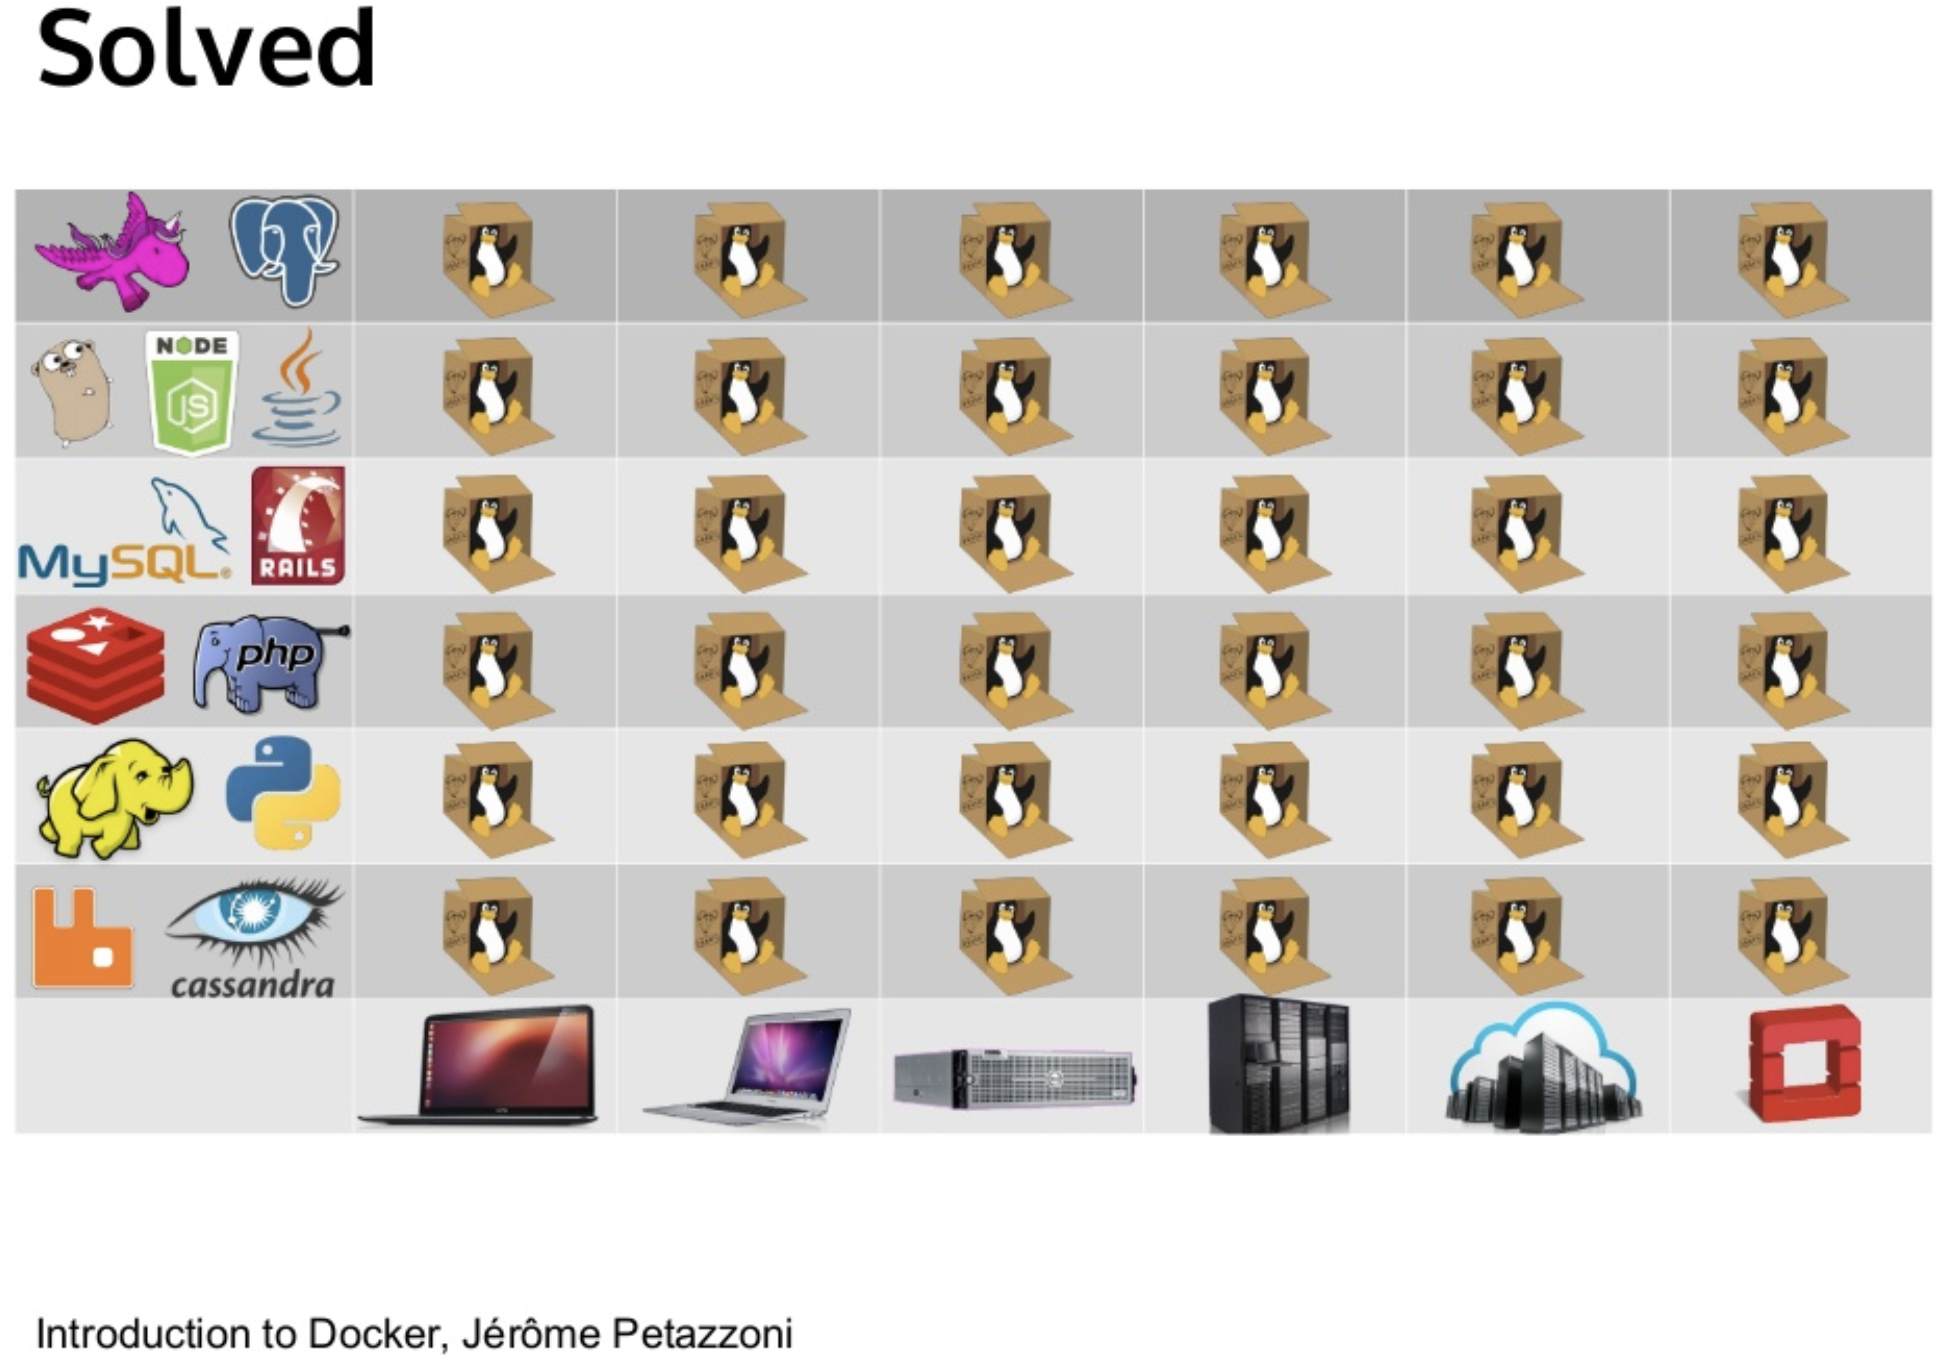 Solved
NODE
JS
MySQL®
RAILS
php
cassandra
Introduction to Docker, Jérôme Petazzoni